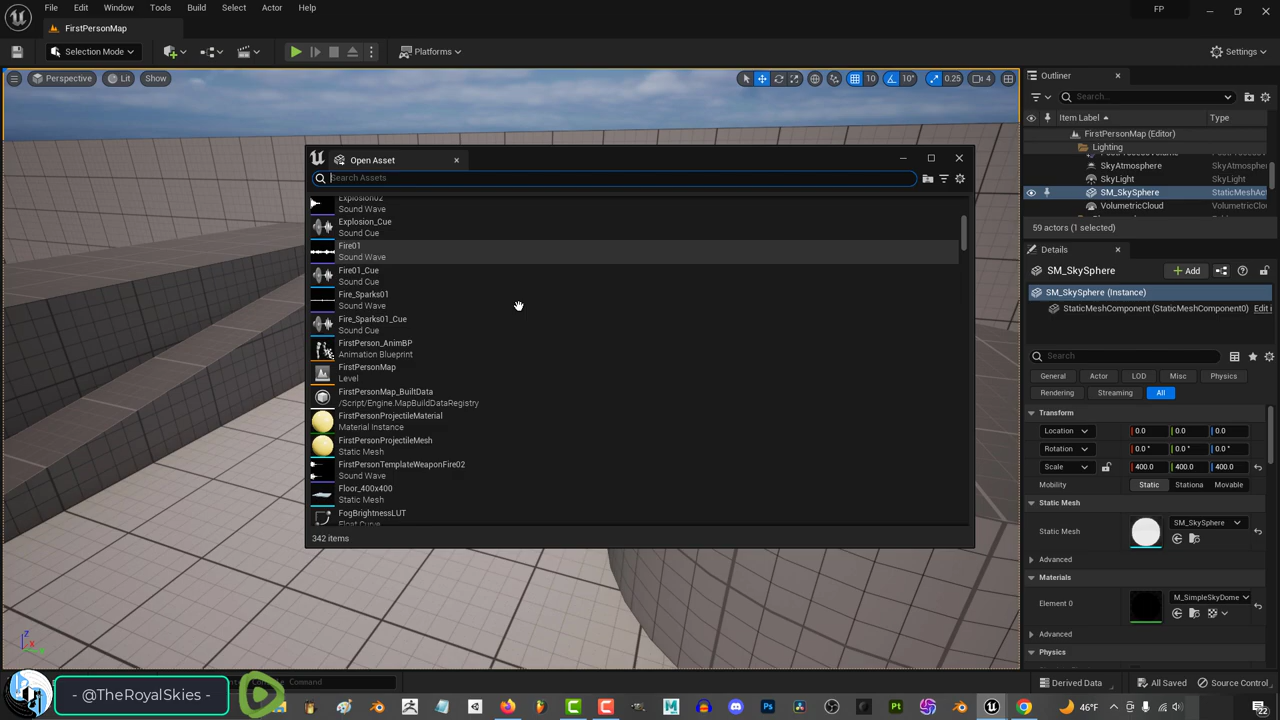 File Edit Window Tools Build Select Actor Help
FP
FirstPersonMap
Selection Mode
Platforms
Settings
Perspective Lit Show
10 10° 0.25 4
Outliner
Search...
Item Label Type
FirstPersonMap (Editor)
Lighting
SkyAtmosphere SkyAtmosphere
SkyLight SkyLight
SM_SkySphere StaticMeshAct
VolumetricCloud VolumetricClou
59 actors (1 selected)
Details
SM_SkySphere
Add
SM_SkySphere (Instance)
StaticMeshComponent (StaticMeshComponent0) Edit i
Search
General Actor LOD Misc Physics
Rendering Streaming All
Transform
Location 0.0 0.0 0.0
Rotation 0.0° 0.0° 0.0°
Scale 400.0 400.0 400.0
Mobility Static Stationa Movable
Static Mesh
Static Mesh SM_SkySphere
Advanced
Materials
Element 0 M_SimpleSkyDome
Advanced
Physics
Open Asset
Search Assets
Explosion02
Sound Wave
Explosion_Cue
Sound Cue
Fire01
Sound Wave
Fire01_Cue
Sound Cue
Fire_Sparks01
Sound Wave
Fire_Sparks01_Cue
Sound Cue
FirstPerson_AnimBP
Animation Blueprint
FirstPersonMap
Level
FirstPersonMap_BuiltData
/Script/Engine.MapBuildDataRegistry
FirstPersonProjectileMaterial
Material Instance
FirstPersonProjectileMesh
Static Mesh
FirstPersonTemplateWeaponFire02
Sound Wave
Floor_400x400
Static Mesh
FogBrightnessLUT
Float Curve
342 items
Console Command
Derived Data All Saved Source Control
- @TheRoyalSkies -
46°F